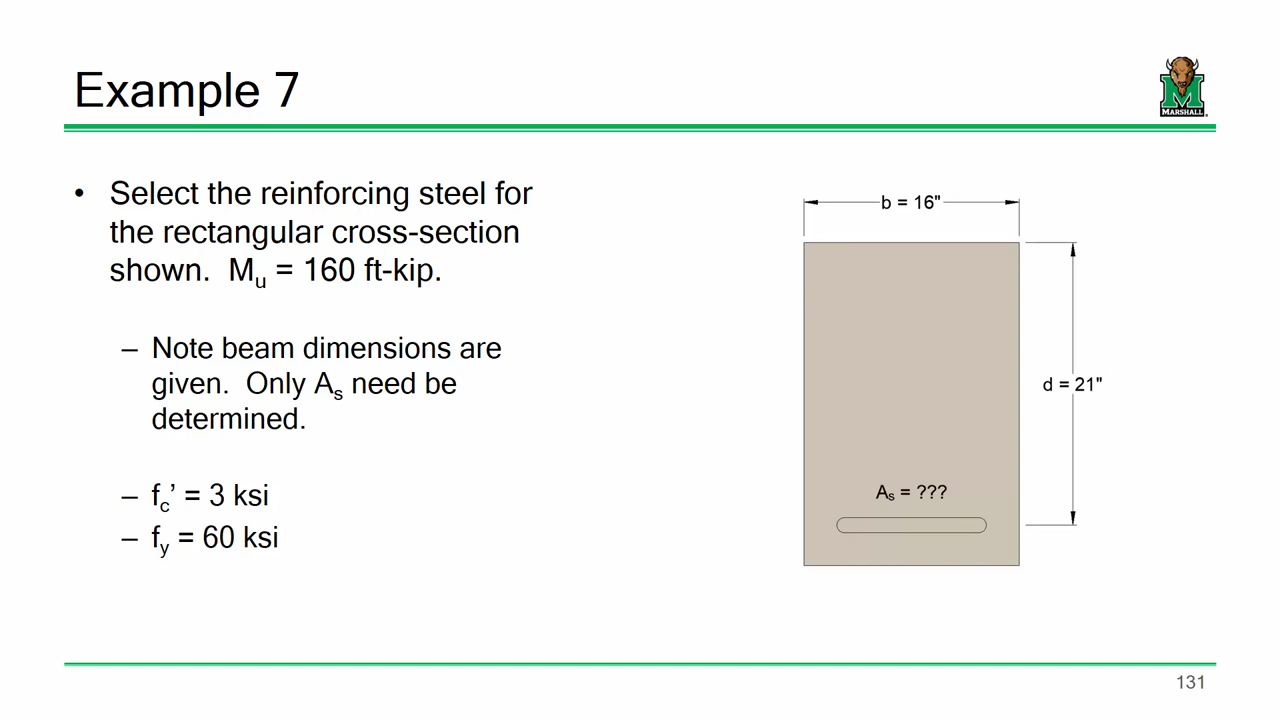 Example 7
MARSHALL
• Select the reinforcing steel for
the rectangular cross-section
shown. Mu = 160 ft-kip.
– Note beam dimensions are
given. Only As need be
determined.
– fc’ = 3 ksi
– fy = 60 ksi
b = 16"
d = 21"
As = ???
131